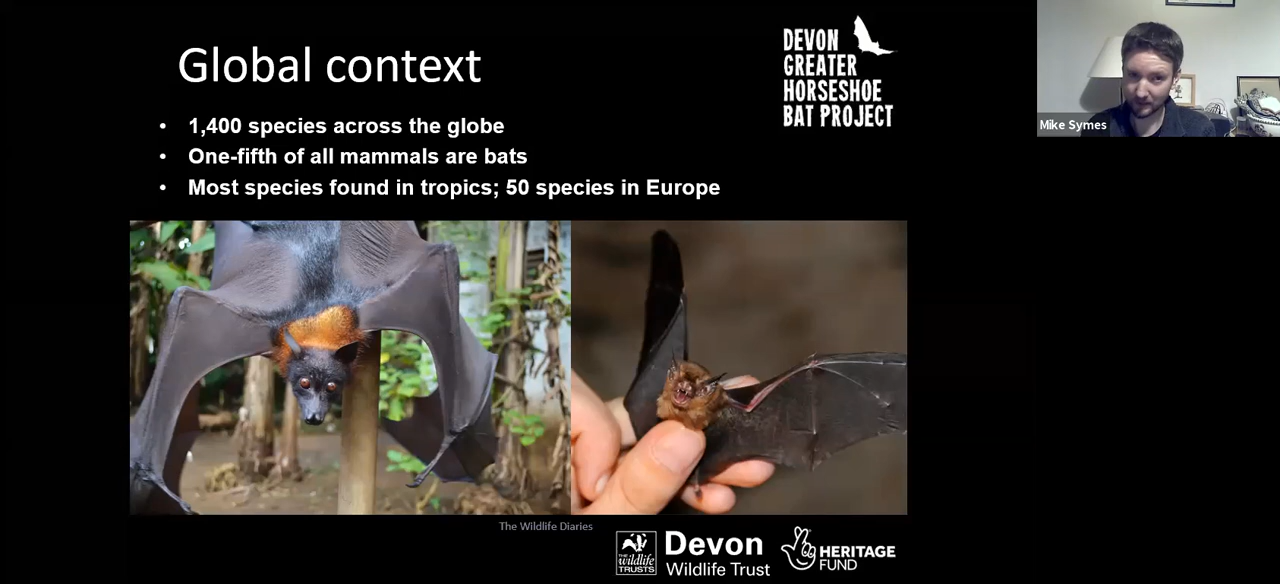 Global context
• 1,400 species across the globe
• One-fifth of all mammals are bats
• Most species found in tropics; 50 species in Europe
DEVON
GREATER
HORSESHOE
BAT PROJECT
Mike Symes
The Wildlife Diaries
THE
wildlife
TRUSTS
Devon
Wildlife Trust
HERITAGE
FUND